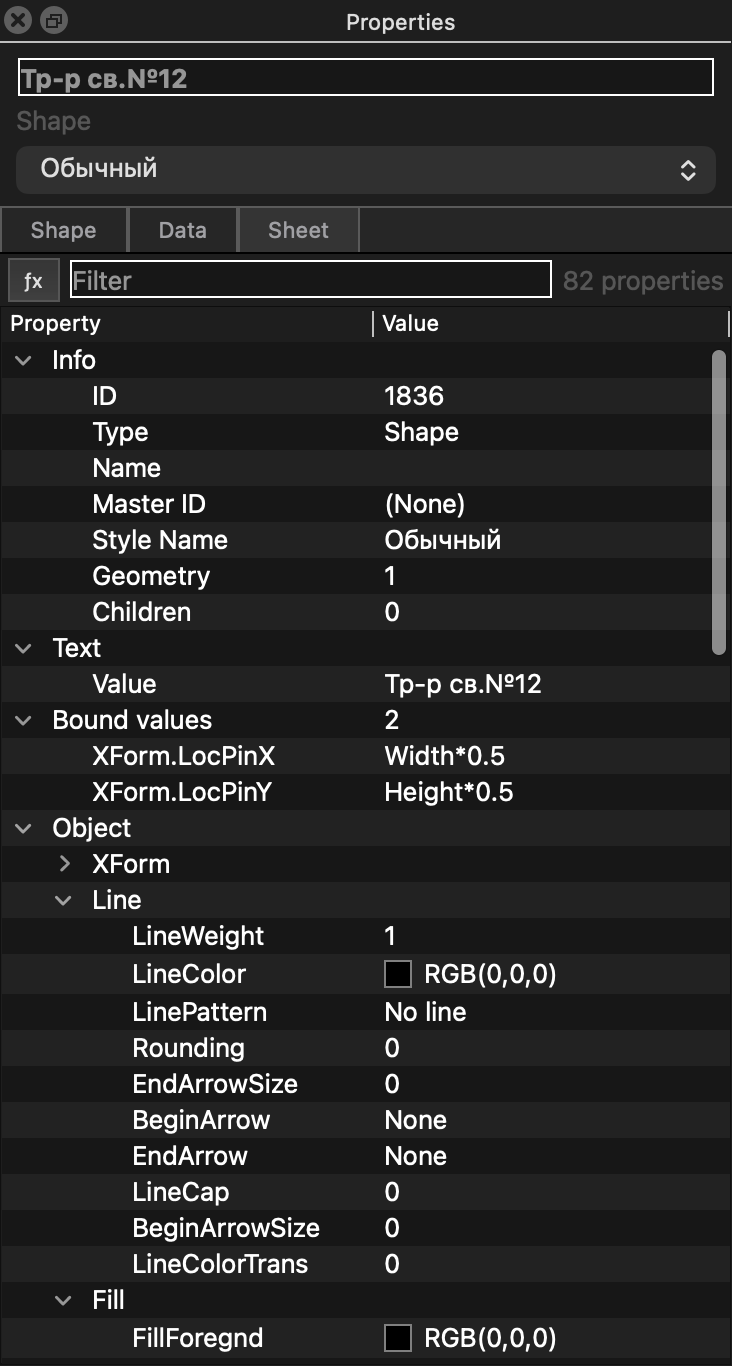 Properties
Тр-р св.№12
Shape
Обычный
Shape Data Sheet
ƒx Filter 82 properties
Property Value
Info
ID 1836
Type Shape
Name
Master ID (None)
Style Name Обычный
Geometry 1
Children 0
Text
Value Тр-р св.№12
Bound values 2
XForm.LocPinX Width*0.5
XForm.LocPinY Height*0.5
Object
XForm
Line
LineWeight 1
LineColor RGB(0,0,0)
LinePattern No line
Rounding 0
EndArrowSize 0
BeginArrow None
EndArrow None
LineCap 0
BeginArrowSize 0
LineColorTrans 0
Fill
FillForegnd RGB(0,0,0)